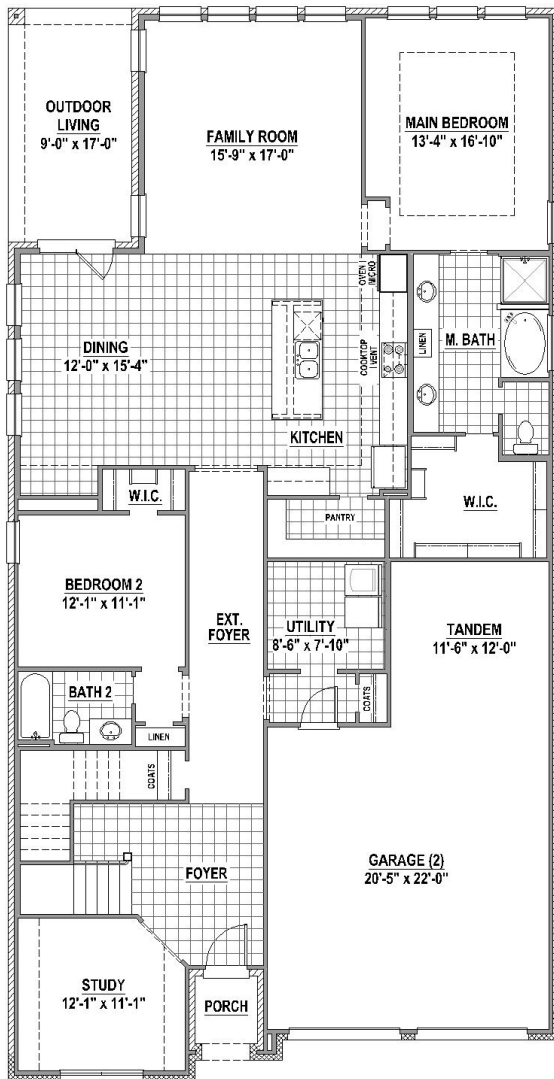 OUTDOOR
LIVING
9'-0" x 17'-0"
FAMILY ROOM
15'-9" x 17'-0"
MAIN BEDROOM
13'-4" x 16'-10"
OVEN /
MICRO
DINING
12'-0" x 15'-4"
COOKTOP
/ VENT
LINEN
M. BATH
KITCHEN
W.I.C.
W.I.C.
PANTRY
BEDROOM 2
12'-1" x 11'-1"
EXT.
FOYER
UTILITY
8'-6" x 7'-10"
TANDEM
11'-6" x 12'-0"
BATH 2
COATS
LINEN
COATS
FOYER
GARAGE (2)
20'-5" x 22'-0"
STUDY
12'-1" x 11'-1"
PORCH